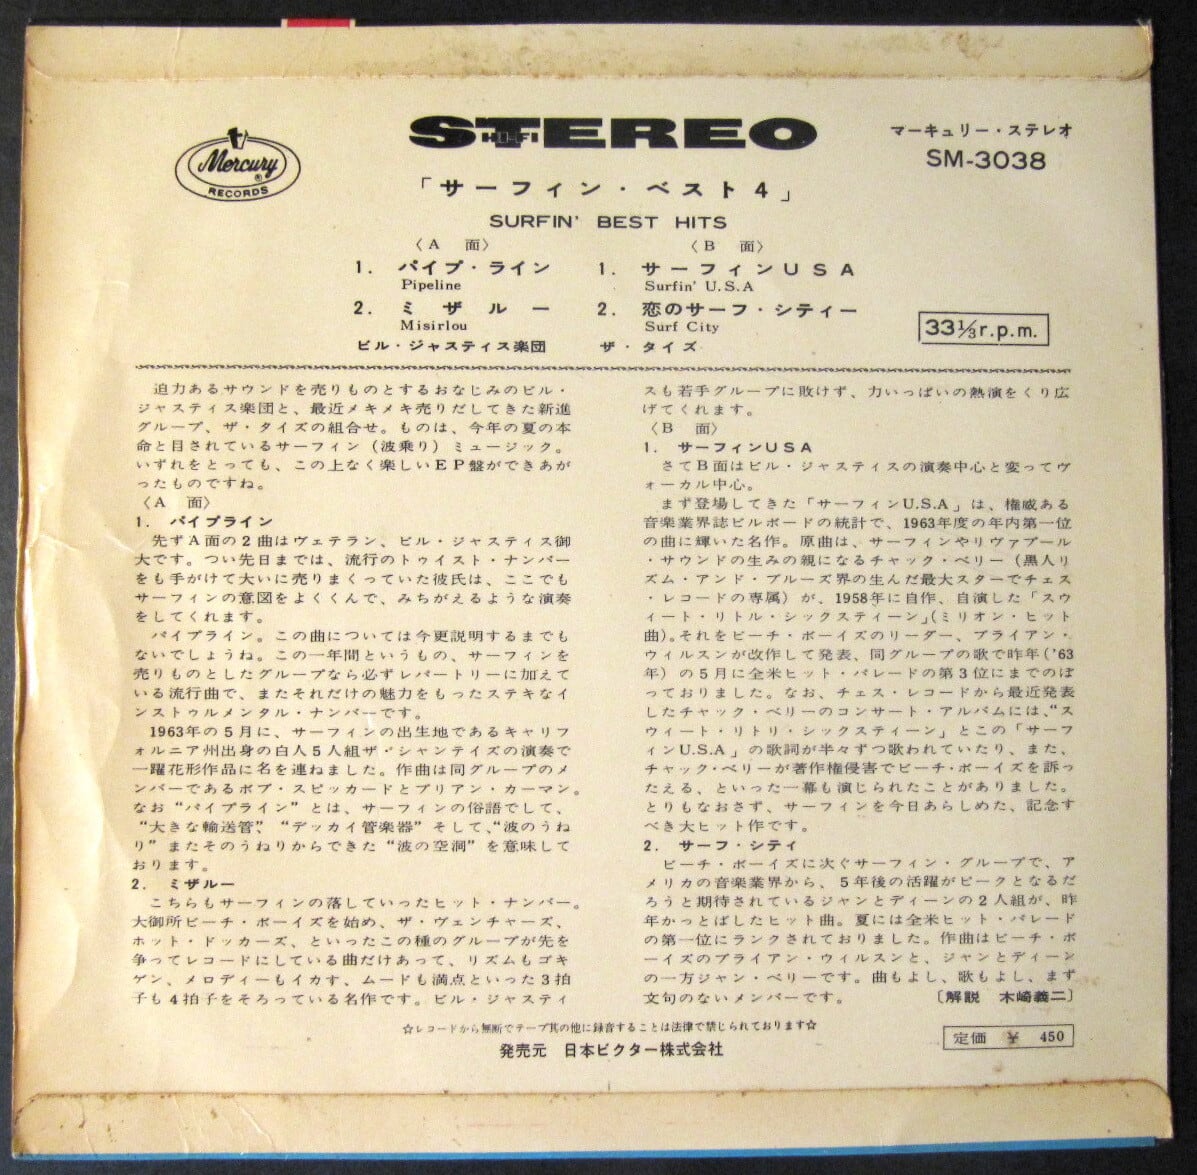 Mercury
®
RECORDS
STEREO
HI-FI
マーキュリー・ステレオ
SM-3038
「サーフィン・ベスト4」
SURFIN' BEST HITS
〈A 面〉
1. パイプ・ライン
Pipeline
2. ミザルー
Misirlou
ビル・ジャスティス楽団
〈B 面〉
1. サーフィンUSA
Surfin' U.S.A
2. 恋のサーフ・シティー
Surf City
ザ・タイズ
33⅓r.p.m.
迫力あるサウンドを売りものとするおなじみのビル・
ジャスティス楽団と、最近メキメキ売りだしてきた新進
グループ、ザ・タイズの組合せ。ものは、今年の夏の本
命と目されているサーフィン（波乗り）ミュージック。
いずれをとっても、この上なく楽しいEP盤ができあが
ったものですね。
〈A 面〉
1. パイプライン
先ずA面の2曲はヴェテラン、ビル・ジャスティス御
大です。つい先日までは、流行のトゥイスト・ナンバー
をも手がけて大いに売りまくっていた彼氏は、ここでも
サーフィンの意図をよくくんで、みちがえるような演奏
をしてくれます。
パイプライン。この曲については今更説明するまでも
ないでしょうね。この一年間というもの、サーフィンを
売りものとしたグループなら必ずレパートリーに加えて
いる流行曲で、またそれだけの魅力をもったステキなイ
ンストゥルメンタル・ナンバーです。
1963年の5月に、サーフィンの出生地であるキャリフ
ォルニア州出身の白人5人組ザ・シャンテイズの演奏で
一躍花形作品に名を連ねました。作曲は同グループのメ
ンバーであるボブ・スピッカードとブリアン・カーマン。
なお“パイプライン”とは、サーフィンの俗語でして、
“大きな輸送管”、“デッカイ管楽器”そして、“波のうね
り”またそのうねりからできた“波の空洞”を意味して
おります。
2. ミザルー
こちらもサーフィンの落していったヒット・ナンバー。
大御所ビーチ・ボーイズを始め、ザ・ヴェンチャーズ、
ホット・ドッカーズ、といったこの種のグループが先を
争ってレコードにしている曲だけあって、リズムもゴキ
ゲン、メロディーもイカす、ムードも満点といった3拍
子も4拍子をそろっている名作です。ビル・ジャスティ
スも若手グループに敗けず、力いっぱいの熱演をくり広
げてくれます。
〈B 面〉
1. サーフィンUSA
さてB面はビル・ジャスティスの演奏中心と変ってヴ
ォーカル中心。
まず登場してきた「サーフィンU.S.A」は、権威ある
音楽業界誌ビルボードの統計で、1963年度の年内第一位
の曲に輝いた名作。原曲は、サーフィンやリヴァプール
・サウンドの生みの親になるチャック・ベリー（黒人リ
ズム・アンド・ブルーズ界の生んだ最大スターでチェス
・レコードの専属）が、1958年に自作、自演した「スウ
ィート・リトル・シックスティーン」（ミリオン・ヒット
曲）。それをビーチ・ボーイズのリーダー、ブライアン・
ウィルスンが改作して発表、同グループの歌で昨年（'63
年）の5月に全米ヒット・パレードの第3位にまでのぼ
っておりました。なお、チェス・レコードから最近発表
したチャック・ベリーのコンサート・アルバムには、“ス
ウィート・リトリ・シックスティーン」とこの「サーフ
ィンU.S.A」の歌詞が半々ずつ歌われていたり、また、
チャック・ベリーが著作権侵害でビーチ・ボーイズを訴っ
たえる、といった一幕も演じられたことがありました。
とりもなおさず、サーフィンを今日あらしめた、記念す
べき大ヒット作です。
2. サーフ・シティ
ビーチ・ボーイズに次ぐサーフィン・グループで、ア
メリカの音楽業界から、5年後の活躍がピークとなるだ
ろうと期待されているジャンとディーンの2人組が、昨
年かっとばしたヒット曲。夏には全米ヒット・パレード
の第一位にランクされておりました。作曲はビーチ・ボ
ーイズのブライアン・ウィルスンと、ジャンとディーン
の一方ジャン・ベリーです。曲もよし、歌もよし、まず
文句のないメンバーです。 〔解説 木崎義二〕
☆レコードから無断でテープ其の他に録音することは法律で禁じられております☆
発売元 日本ビクター株式会社
定価 ¥ 450